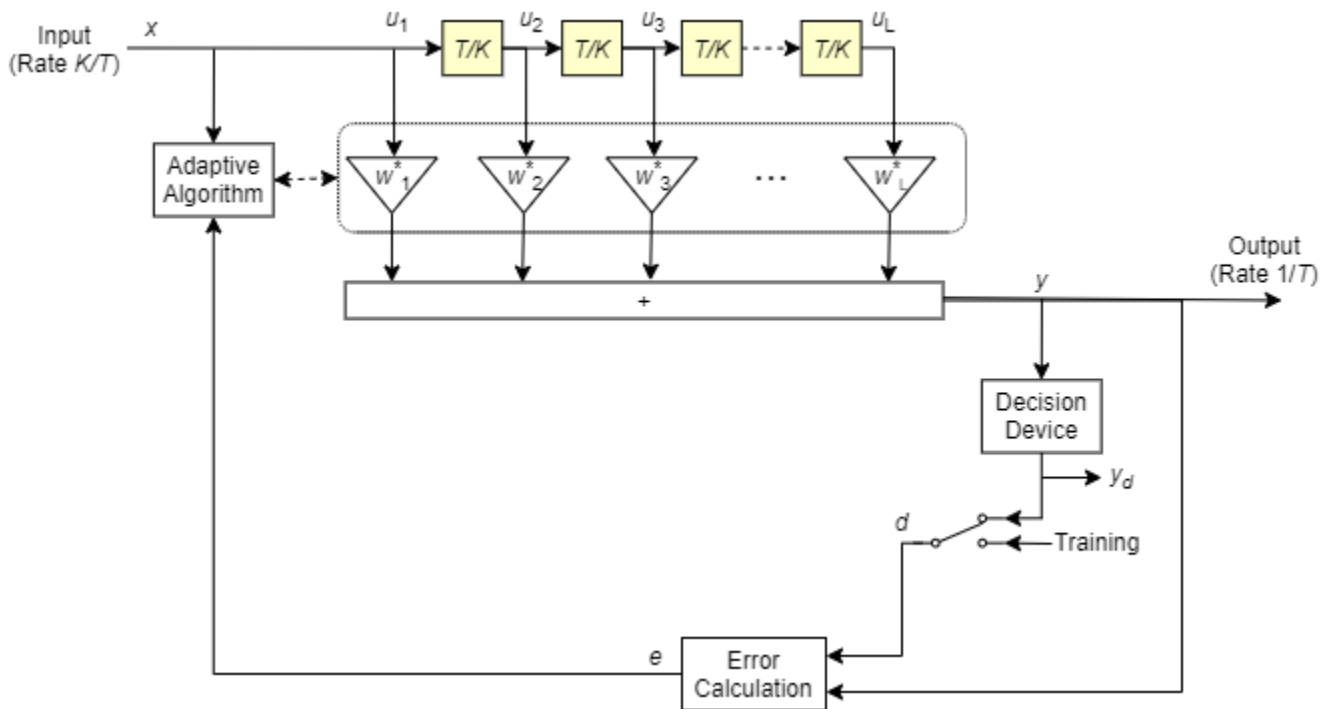 Input
(Rate K/T)
x
u1
u2
u3
uL
T/K
T/K
T/K
T/K
Adaptive
Algorithm
w*1
w*2
w*3
...
w*L
+
y
Output
(Rate 1/T)
Decision
Device
yd
d
Training
e
Error
Calculation